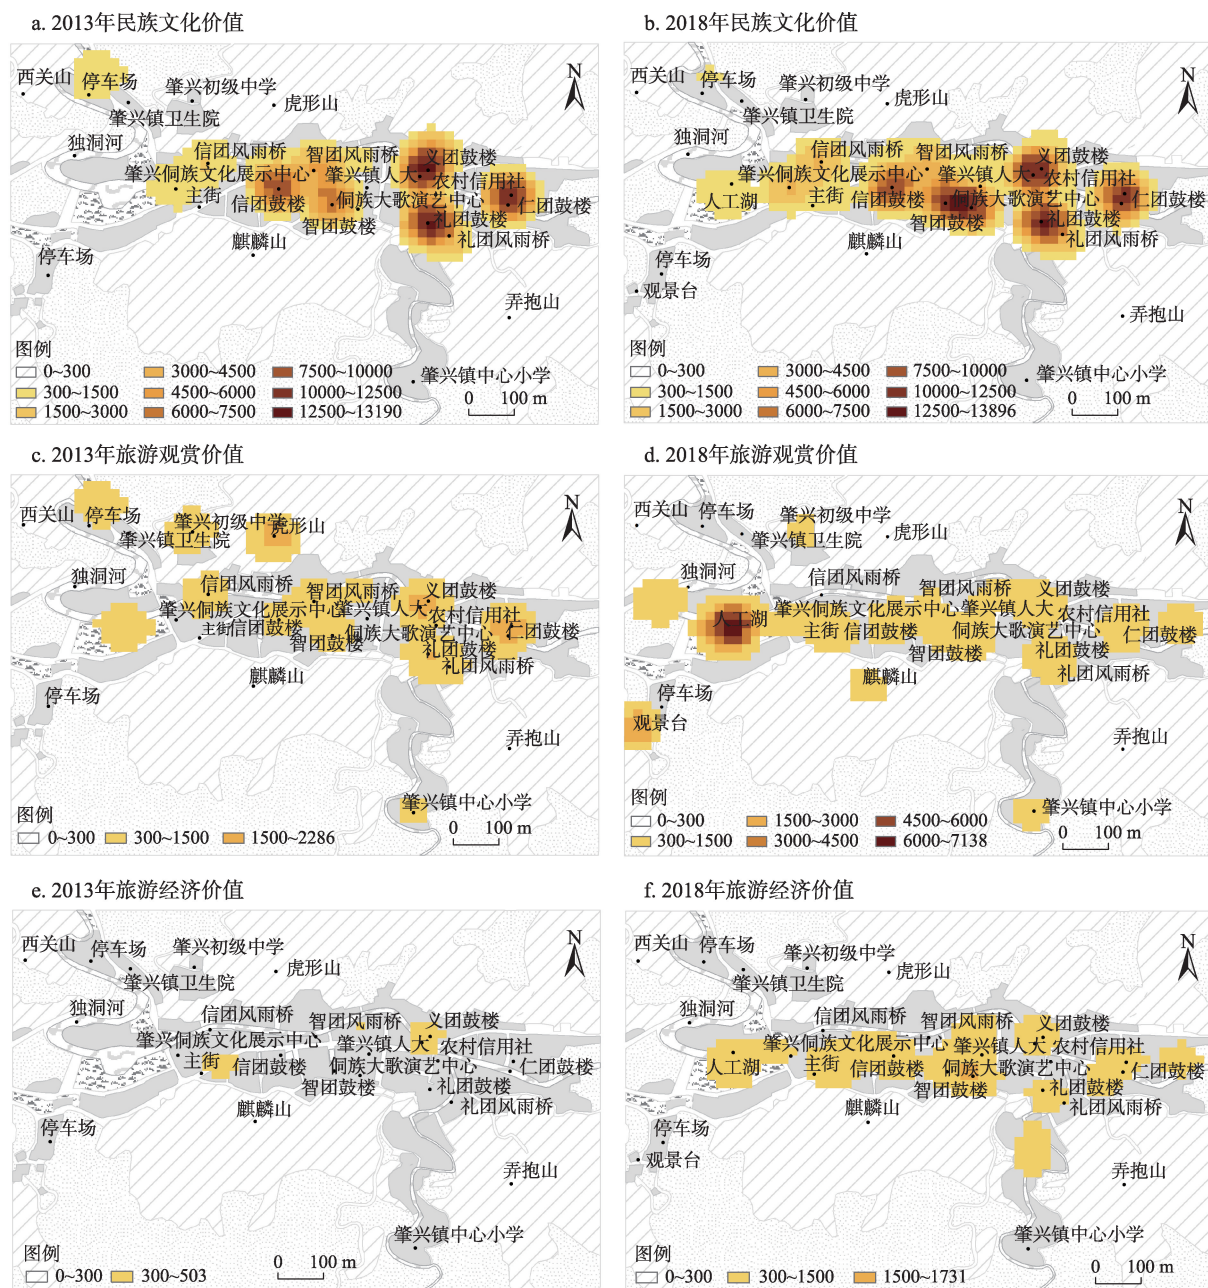 a. 2013年民族文化价值
西关山
停车场
肇兴初级中学
虎形山
N
肇兴镇卫生院
独洞河
信团风雨桥
智团风雨桥
义团鼓楼
肇兴侗族文化展示中心
肇兴镇人大
农村信用社
主街
信团鼓楼
侗族大歌演艺中心
仁团鼓楼
智团鼓楼
礼团鼓楼
麒麟山
礼团风雨桥
停车场
弄抱山
肇兴镇中心小学
图例
0~300
300~1500
1500~3000
3000~4500
4500~6000
6000~7500
7500~10000
10000~12500
12500~13190
0 100 m
b. 2018年民族文化价值
西关山
停车场
肇兴初级中学
虎形山
N
肇兴镇卫生院
独洞河
信团风雨桥
智团风雨桥
义团鼓楼
肇兴侗族文化展示中心
肇兴镇人大
农村信用社
人工湖
主街
信团鼓楼
侗族大歌演艺中心
仁团鼓楼
智团鼓楼
礼团鼓楼
麒麟山
礼团风雨桥
停车场
观景台
弄抱山
肇兴镇中心小学
图例
0~300
300~1500
1500~3000
3000~4500
4500~6000
6000~7500
7500~10000
10000~12500
12500~13896
0 100 m
c. 2013年旅游观赏价值
西关山
停车场
肇兴初级中学
虎形山
N
肇兴镇卫生院
独洞河
信团风雨桥
智团风雨桥
义团鼓楼
肇兴侗族文化展示中心
肇兴镇人大
农村信用社
主街
信团鼓楼
侗族大歌演艺中心
仁团鼓楼
智团鼓楼
礼团鼓楼
礼团风雨桥
麒麟山
停车场
弄抱山
肇兴镇中心小学
图例
0~300
300~1500
1500~2286
0 100 m
d. 2018年旅游观赏价值
西关山
停车场
肇兴初级中学
虎形山
N
肇兴镇卫生院
独洞河
信团风雨桥
智团风雨桥
义团鼓楼
人工湖
肇兴侗族文化展示中心
肇兴镇人大
农村信用社
主街
信团鼓楼
侗族大歌演艺中心
仁团鼓楼
智团鼓楼
礼团鼓楼
麒麟山
礼团风雨桥
停车场
观景台
弄抱山
肇兴镇中心小学
图例
0~300
300~1500
1500~3000
3000~4500
4500~6000
6000~7138
0 100 m
e. 2013年旅游经济价值
西关山
停车场
肇兴初级中学
虎形山
N
肇兴镇卫生院
独洞河
信团风雨桥
智团风雨桥
义团鼓楼
肇兴侗族文化展示中心
肇兴镇人大
农村信用社
主街
信团鼓楼
侗族大歌演艺中心
仁团鼓楼
智团鼓楼
礼团鼓楼
麒麟山
礼团风雨桥
停车场
弄抱山
肇兴镇中心小学
图例
0~300
300~503
0 100 m
f. 2018年旅游经济价值
西关山
停车场
肇兴初级中学
虎形山
N
肇兴镇卫生院
独洞河
信团风雨桥
智团风雨桥
义团鼓楼
肇兴侗族文化展示中心
肇兴镇人大
农村信用社
人工湖
主街
信团鼓楼
侗族大歌演艺中心
仁团鼓楼
智团鼓楼
礼团鼓楼
麒麟山
礼团风雨桥
停车场
观景台
弄抱山
肇兴镇中心小学
图例
0~300
300~1500
1500~1731
0 100 m